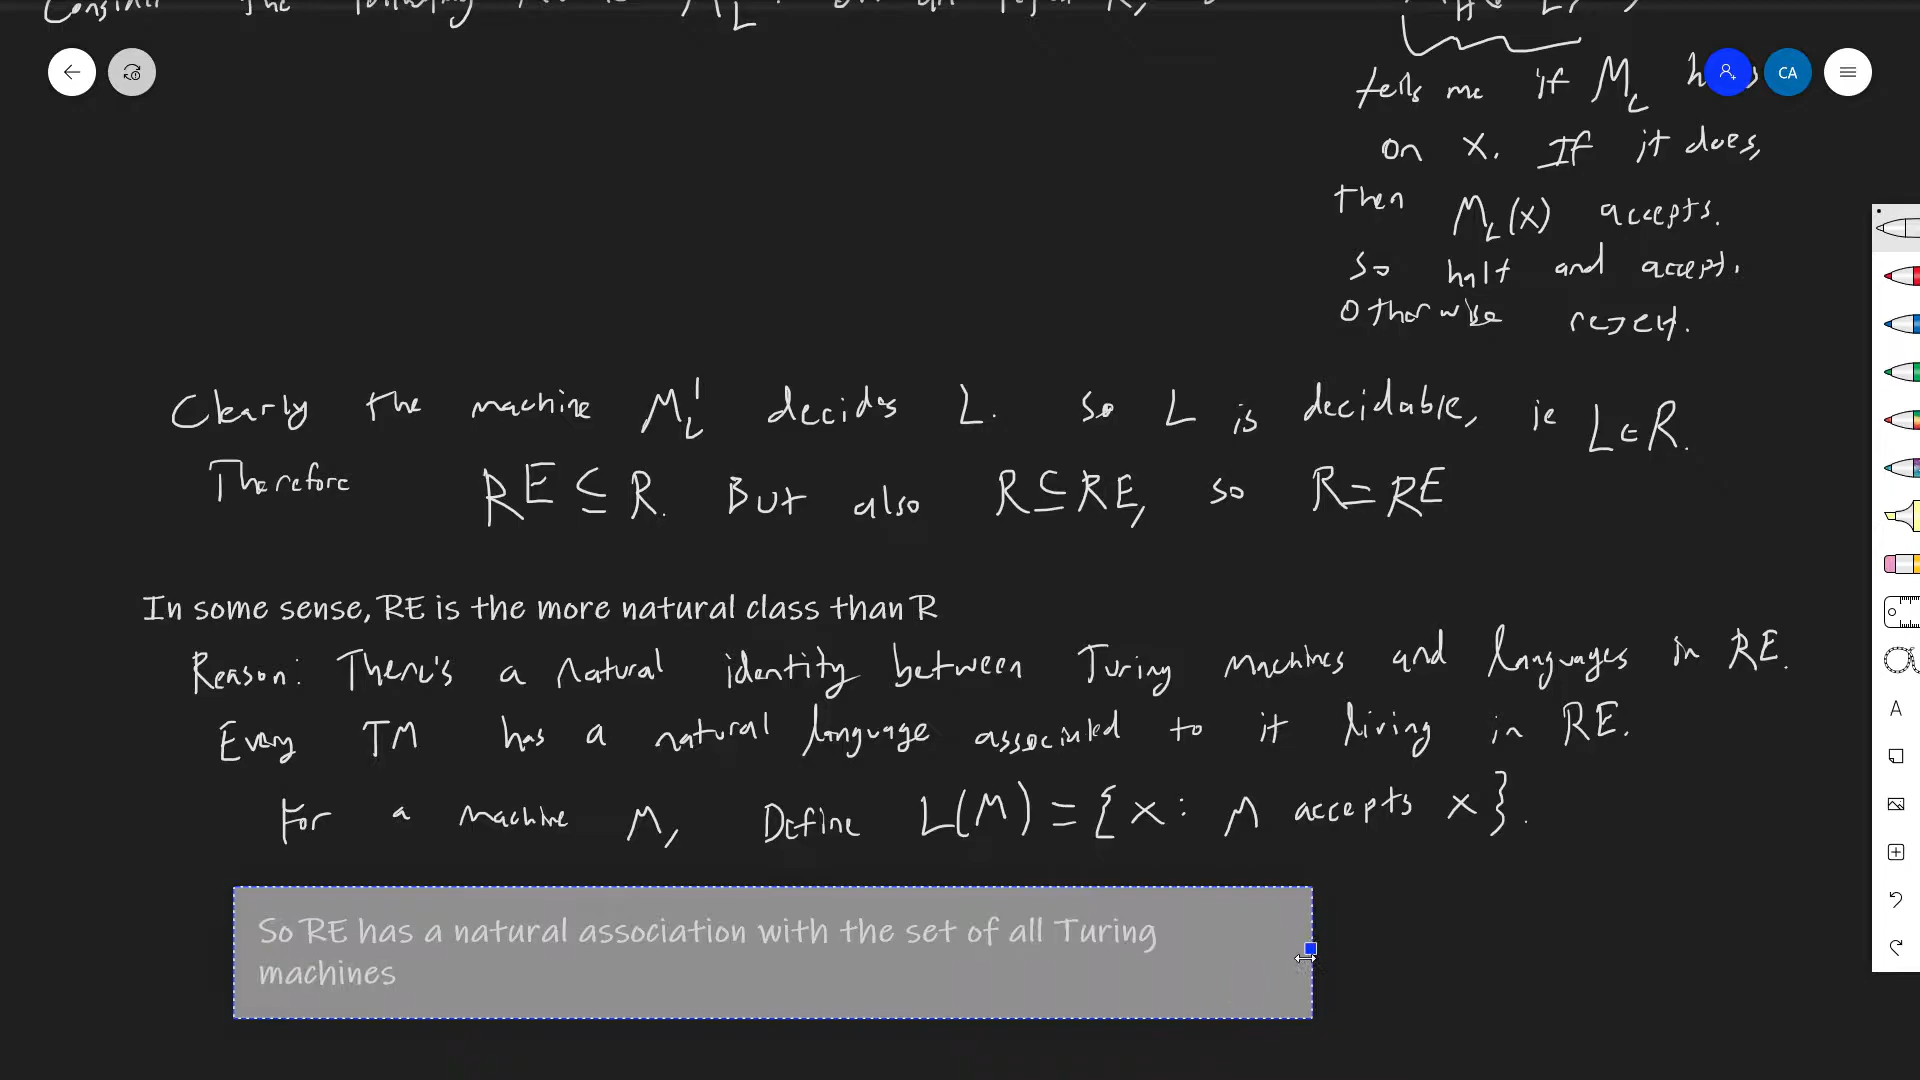 Consider the following
tells me if M_L
CA
on x. If it does,
then M_L(x) accepts.
so halt and accept.
Otherwise reject.
Clearly the machine M_L' decides L. so L is decidable, ie L∈R.
Therefore RE ⊆ R. But also R ⊆ RE, so R = RE
In some sense, RE is the more natural class than R
Reason: There's a natural identity between Turing machines and languages in RE.
Every TM has a natural language associated to it living in RE.
For a machine M, Define L(M) = {x: M accepts x}.
So RE has a natural association with the set of all Turing
machines
A